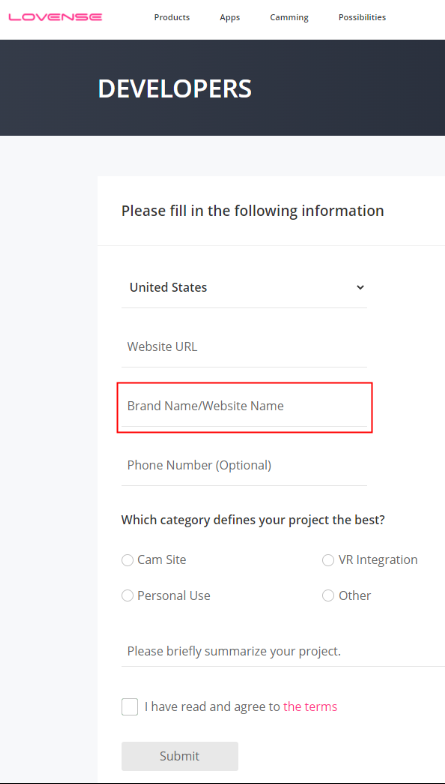 LOVENSE Products Apps Camming Possibilities
DEVELOPERS
Please fill in the following information
United States
Website URL
Brand Name/Website Name
Phone Number (Optional)
Which category defines your project the best?
Cam Site VR Integration
Personal Use Other
Please briefly summarize your project.
I have read and agree to the terms
Submit